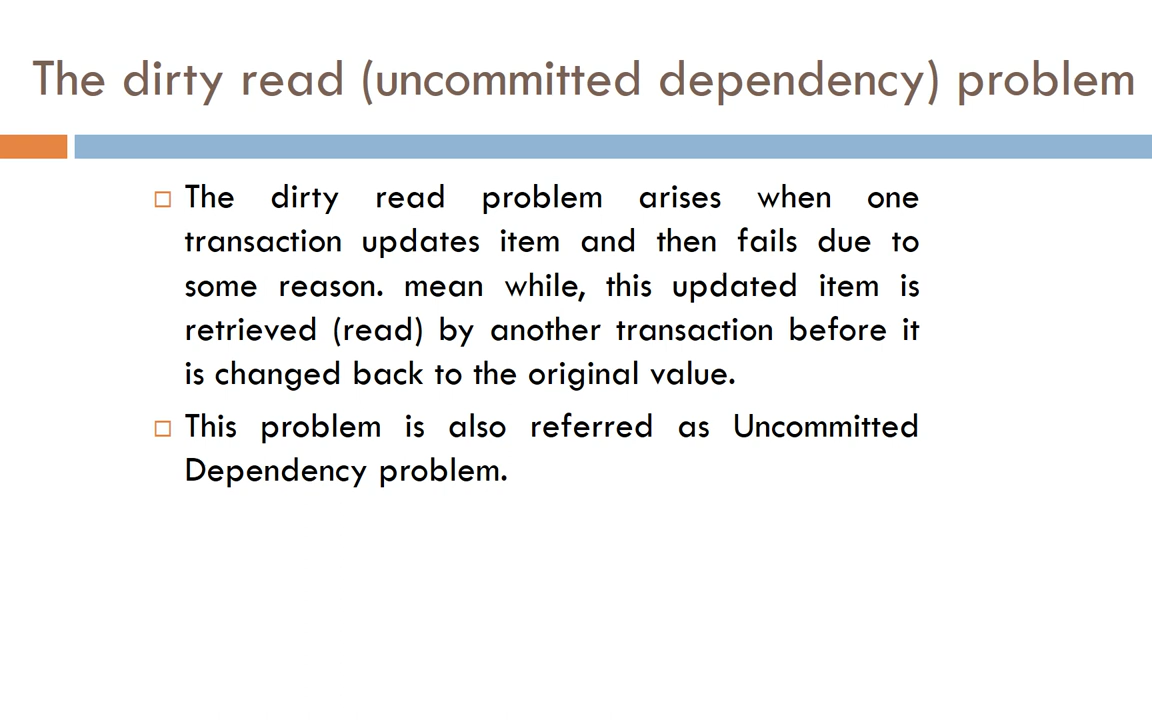 The dirty read (uncommitted dependency) problem
The dirty read problem arises when one
transaction updates item and then fails due to
some reason. mean while, this updated item is
retrieved (read) by another transaction before it
is changed back to the original value.
This problem is also referred as Uncommitted
Dependency problem.